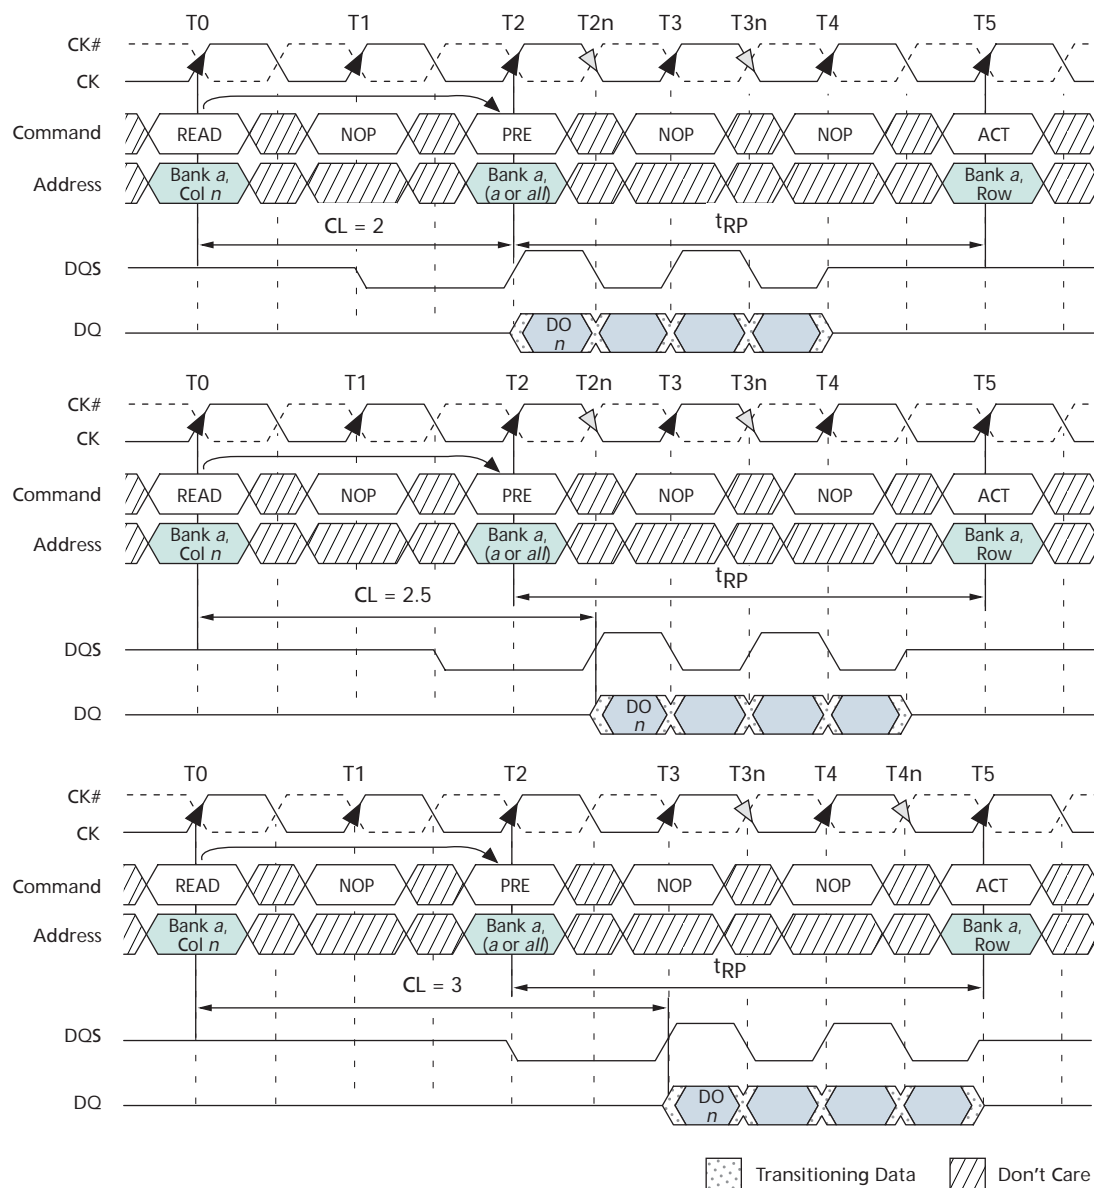 T0 T1 T2 T2n T3 T3n T4 T5
CK#
CK
Command READ NOP PRE NOP NOP ACT
Address Bank a, Col n Bank a, (a or all) Bank a, Row
CL = 2 tRP
DQS
DQ DO n
T0 T1 T2 T2n T3 T3n T4 T5
CK#
CK
Command READ NOP PRE NOP NOP ACT
Address Bank a, Col n Bank a, (a or all) Bank a, Row
CL = 2.5 tRP
DQS
DQ DO n
T0 T1 T2 T3 T3n T4 T4n T5
CK#
CK
Command READ NOP PRE NOP NOP ACT
Address Bank a, Col n Bank a, (a or all) Bank a, Row
CL = 3 tRP
DQS
DQ DO n
Transitioning Data Don't Care